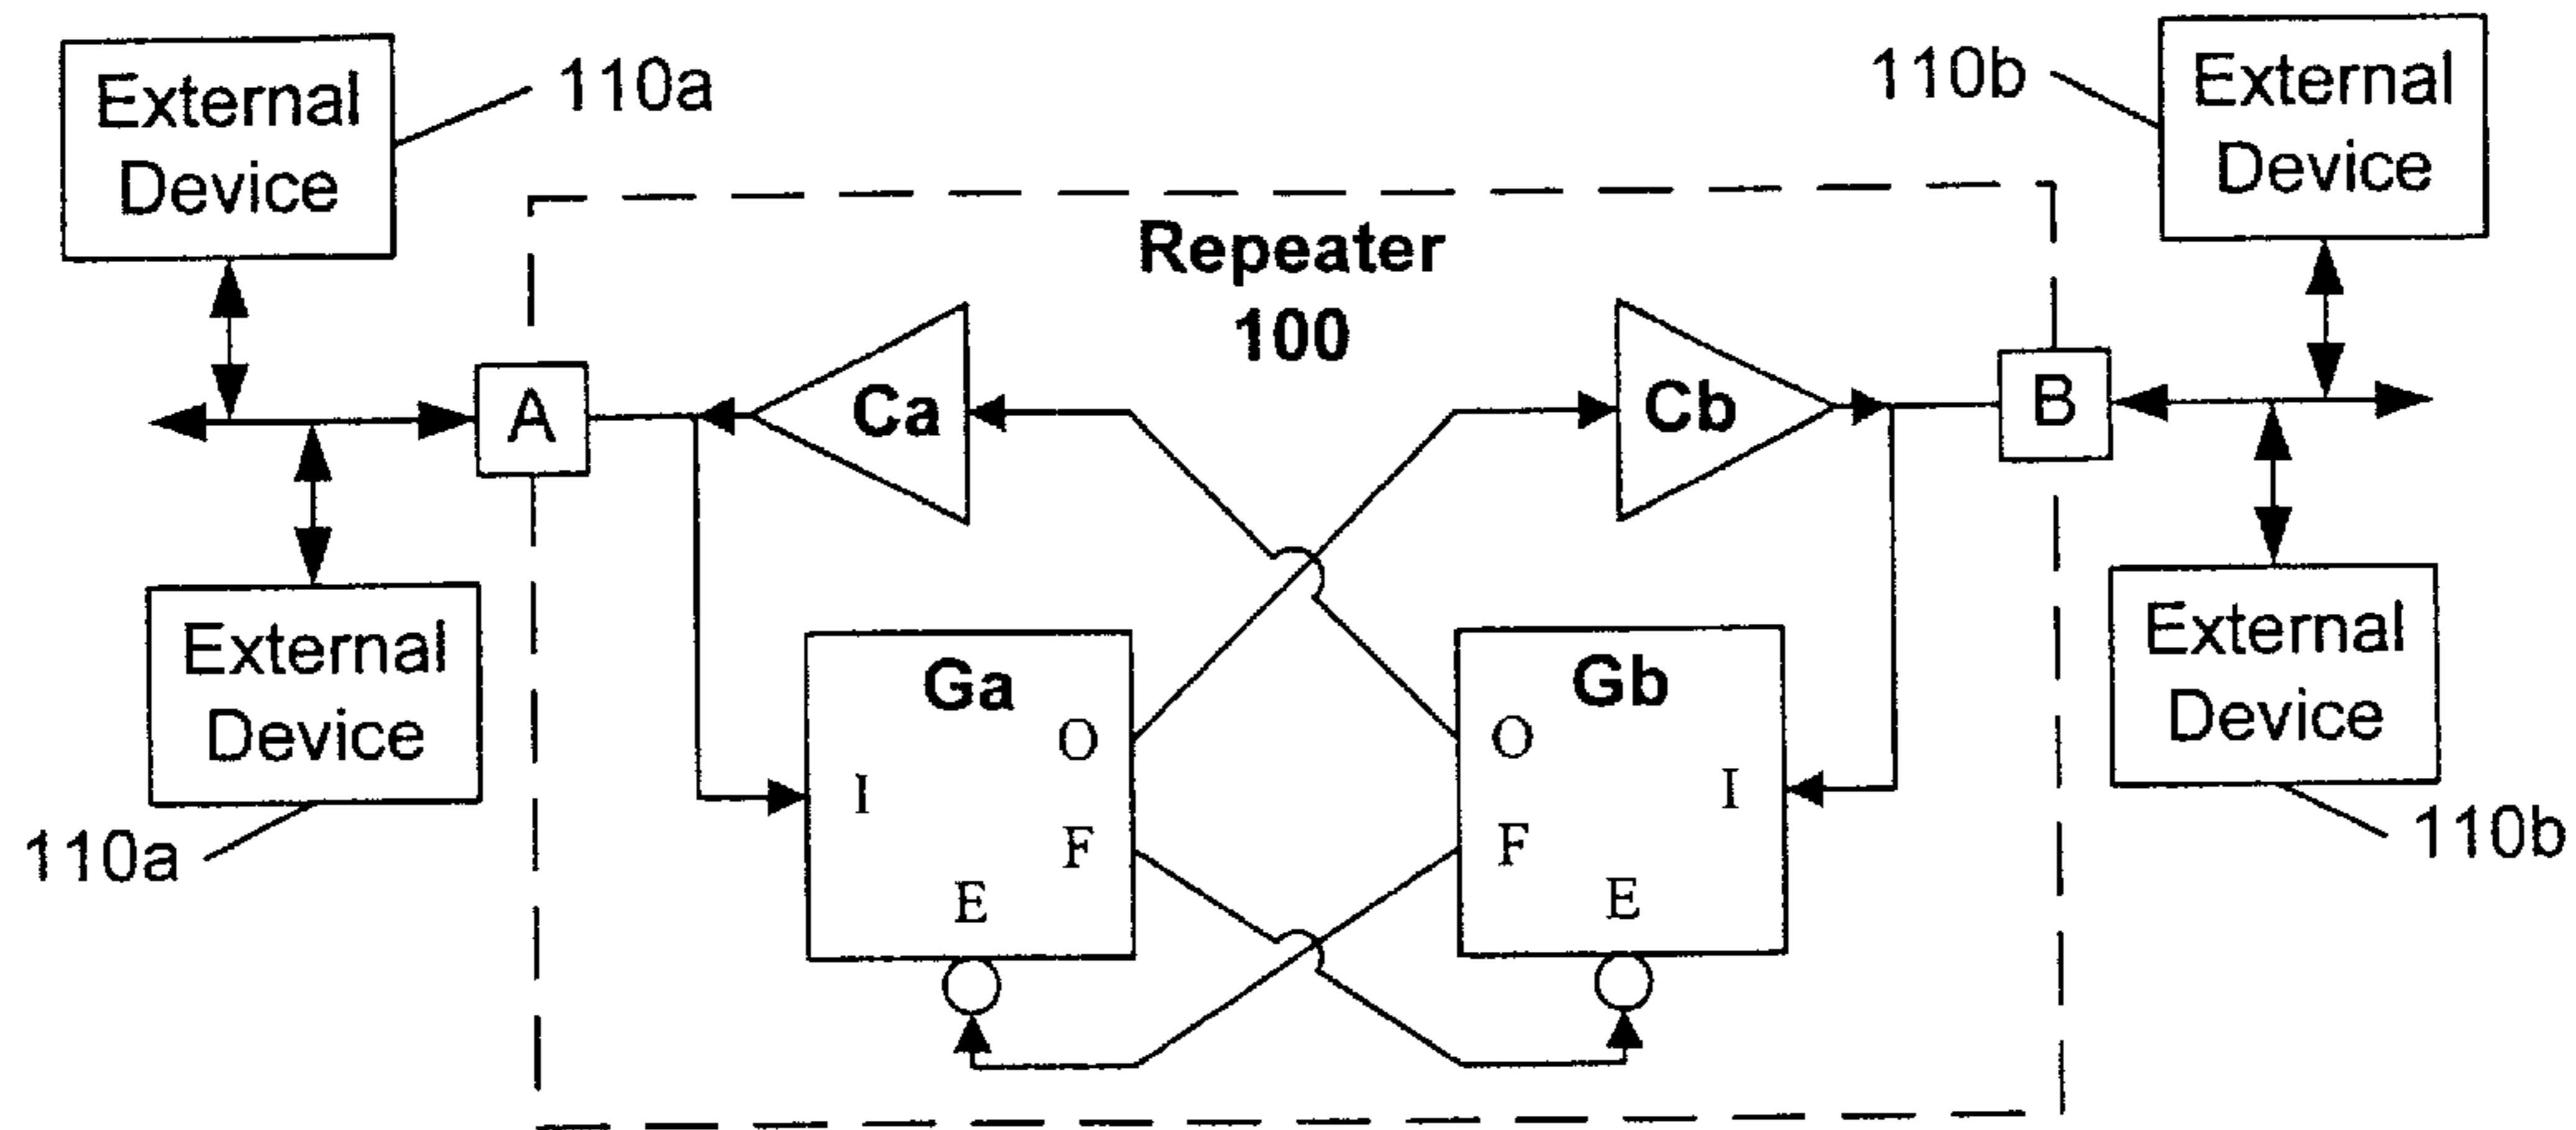 External
Device
110a
110b
External
Device
Repeater
100
A
Ca
Cb
B
External
Device
110a
Ga
O
I
F
E
Gb
O
I
F
E
External
Device
110b